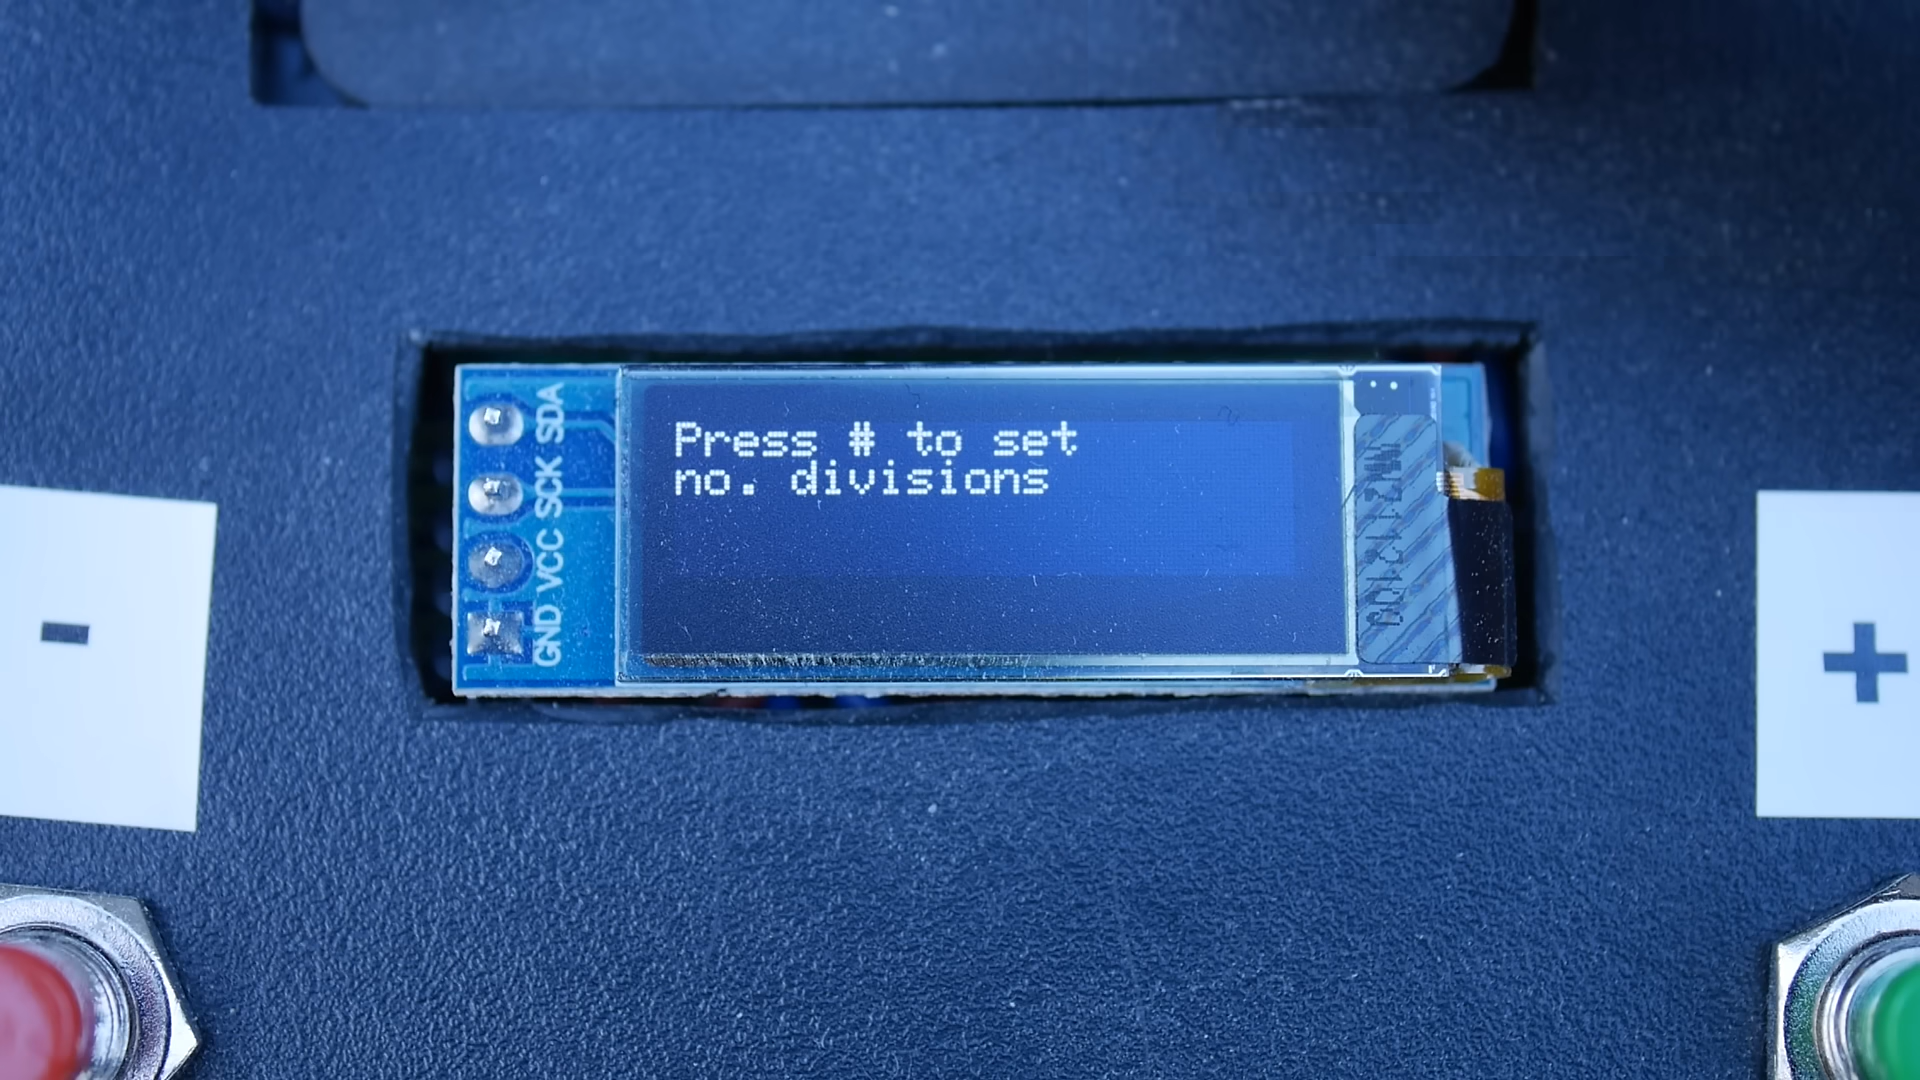 Press # to set
no. divisions
GND VCC SCK SDA
-
+